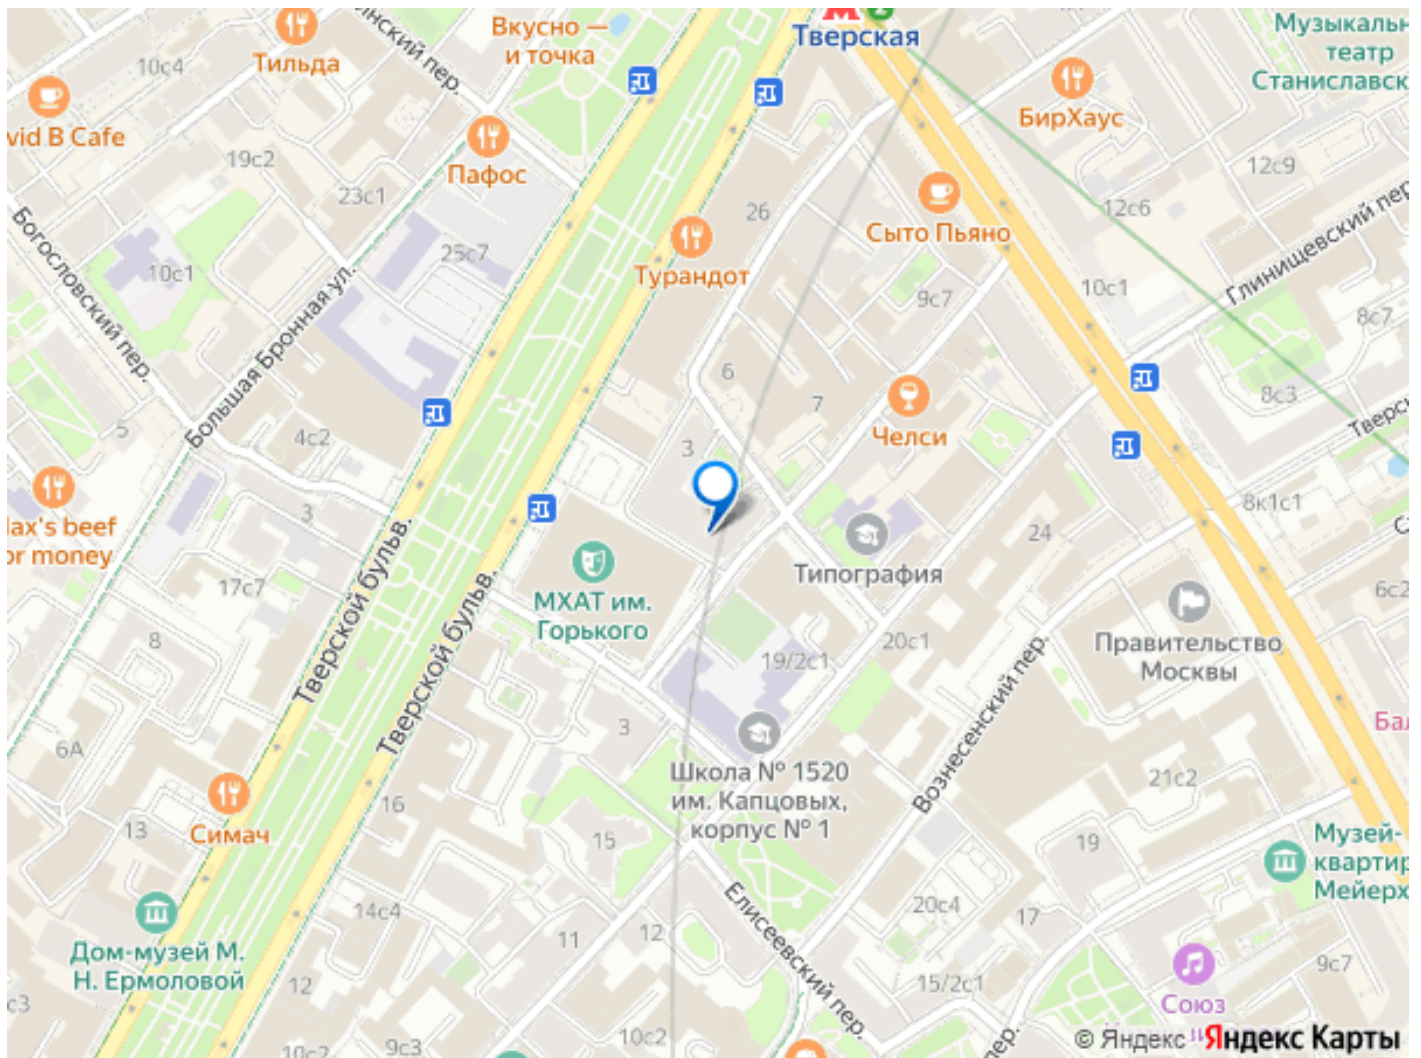 Тверская
Музыкальн
театр
Станиславск
Вкусно —
и точка
Тильда
нский пер.
10с4
БирХаус
vid B Cafe
19с2
Пафос
23с1
12с9
12с6
Глинищевский пер
26
Сыто Пьяно
Богословский пер.
10с1
25с7
Турандот
9с7
10с1
8с7
Большая Бронная ул.
6
7
8с3
Челси
Тверск
5
4с2
3
8к1с1
ax's beef
or money
3
24
Типография
17с7
МХАТ им.
Горького
6с2
Тверской бульв.
Тверской бульв.
8
19/2с1
20с1
Правительство
Москвы
Вознесенский пер.
3
Бал
6А
Школа № 1520
им. Капцовых,
корпус № 1
21с2
16
Симач
13
15
19
Музей-
квартир
Мейерх
14с4
Елисеевский пер.
20с4
17
11
12
Дом-музей М.
Н. Ермоловой
12
9с7
15/2с1
Союз
с3
10с2
9с3
10с2
пер.
© Яндекс Яндекс Карты